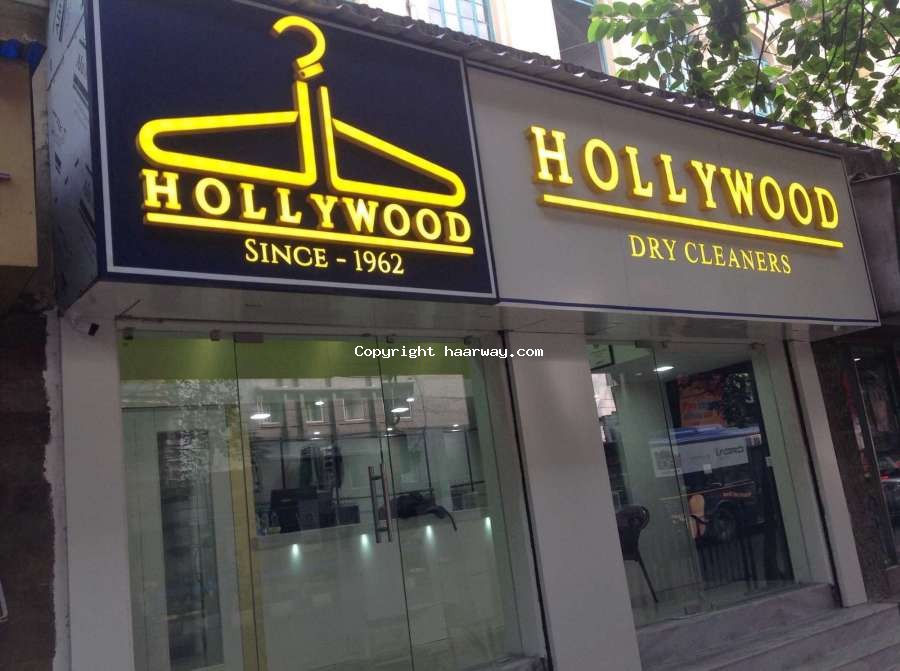 HOLLYWOOD
SINCE - 1962
HOLLYWOOD
DRY CLEANERS
Copyright haarway.com